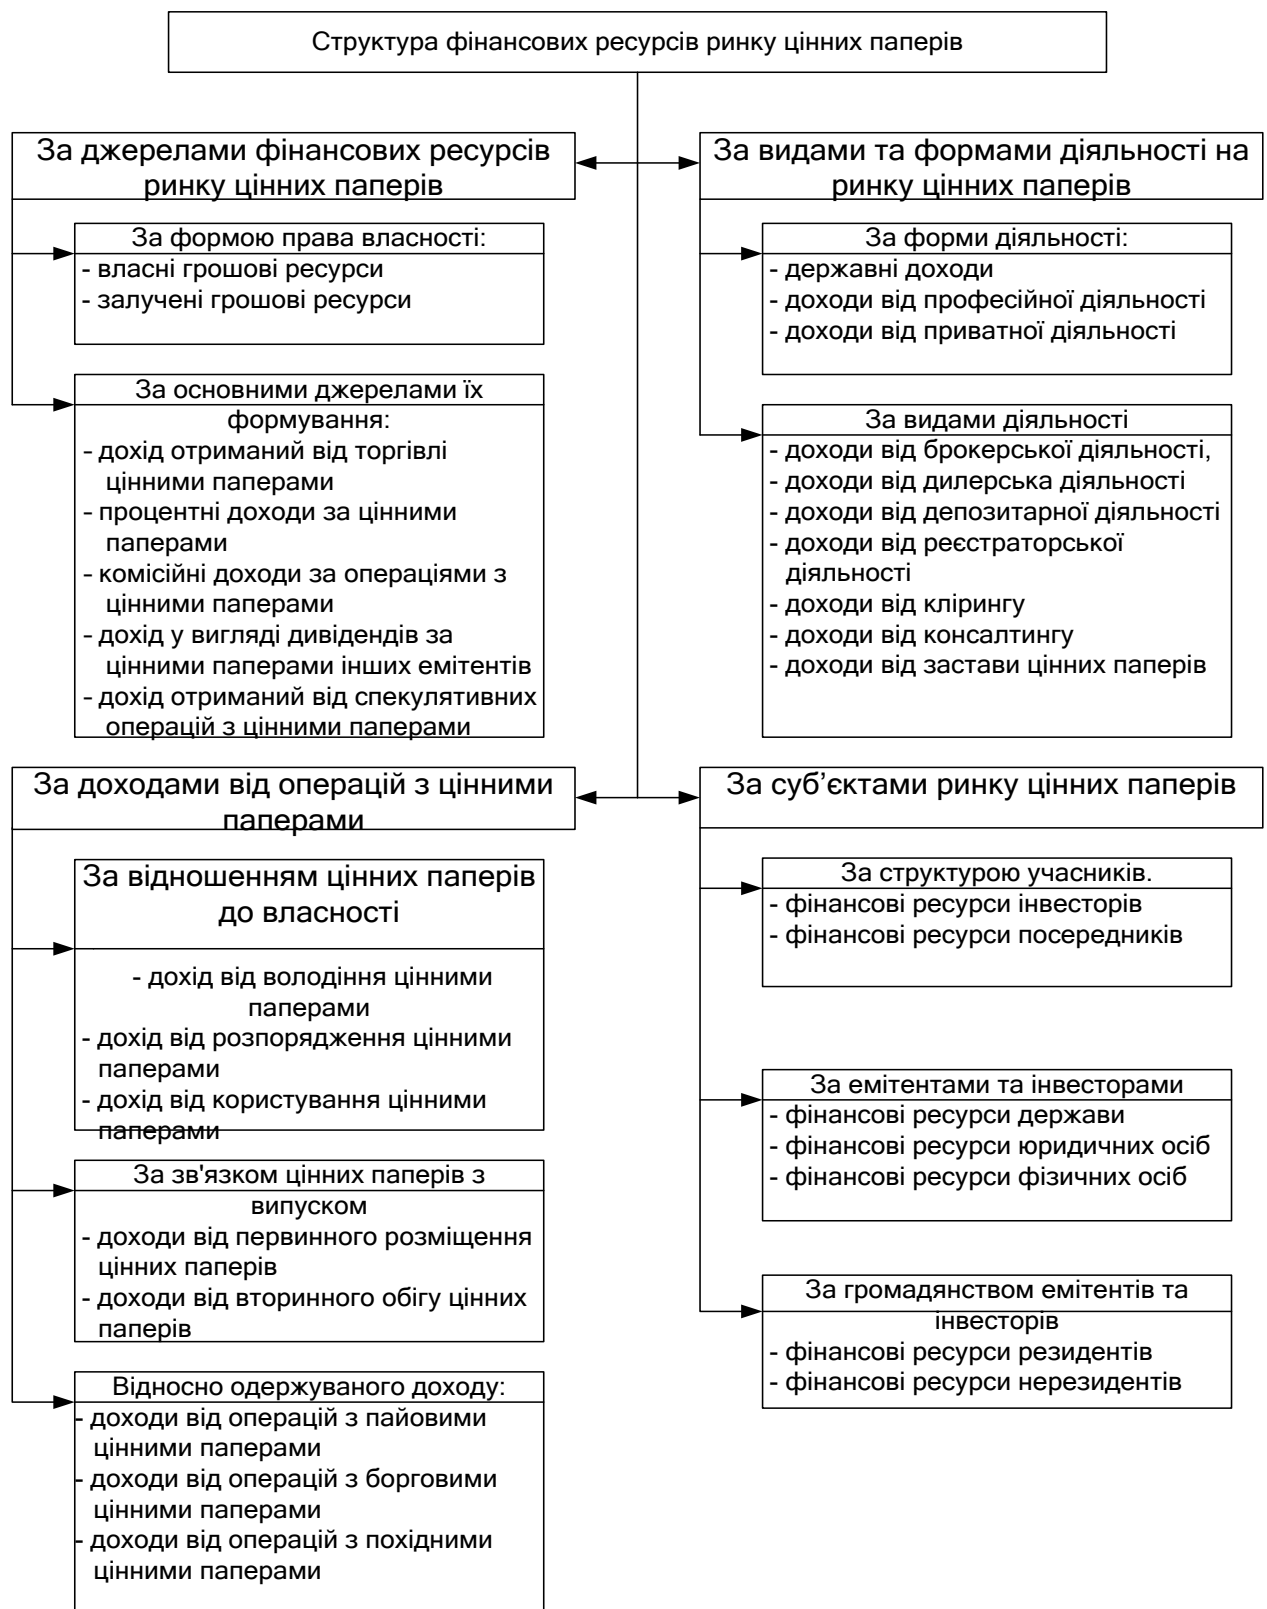 Структура фінансових ресурсів ринку цінних паперів
За джерелами фінансових ресурсів
ринку цінних паперів
За формою права власності:
- власні грошові ресурси
- залучені грошові ресурси
За основними джерелами їх
формування:
- дохід отриманий від торгівлі
цінними паперами
- процентні доходи за цінними
паперами
- комісійні доходи за операціями з
цінними паперами
- дохід у вигляді дивідендів за
цінними паперами інших емітентів
- дохід отриманий від спекулятивних
операцій з цінними паперами
За видами та формами діяльності на
ринку цінних паперів
За форми діяльності:
- державні доходи
- доходи від професійної діяльності
- доходи від приватної діяльності
За видами діяльності
- доходи від брокерської діяльності,
- доходи від дилерська діяльності
- доходи від депозитарної діяльності
- доходи від реєстраторської
діяльності
- доходи від клірингу
- доходи від консалтингу
- доходи від застави цінних паперів
За доходами від операцій з цінними
паперами
За відношенням цінних паперів
до власності
- дохід від володіння цінними
паперами
- дохід від розпорядження цінними
паперами
- дохід від користування цінними
паперами
За зв'язком цінних паперів з
випуском
- доходи від первинного розміщення
цінних паперів
- доходи від вторинного обігу цінних
паперів
Відносно одержуваного доходу:
- доходи від операцій з пайовими
цінними паперами
- доходи від операцій з борговими
цінними паперами
- доходи від операцій з похідними
цінними паперами
За суб’єктами ринку цінних паперів
За структурою учасників.
- фінансові ресурси інвесторів
- фінансові ресурси посередників
За емітентами та інвесторами
- фінансові ресурси держави
- фінансові ресурси юридичних осіб
- фінансові ресурси фізичних осіб
За громадянством емітентів та
інвесторів
- фінансові ресурси резидентів
- фінансові ресурси нерезидентів